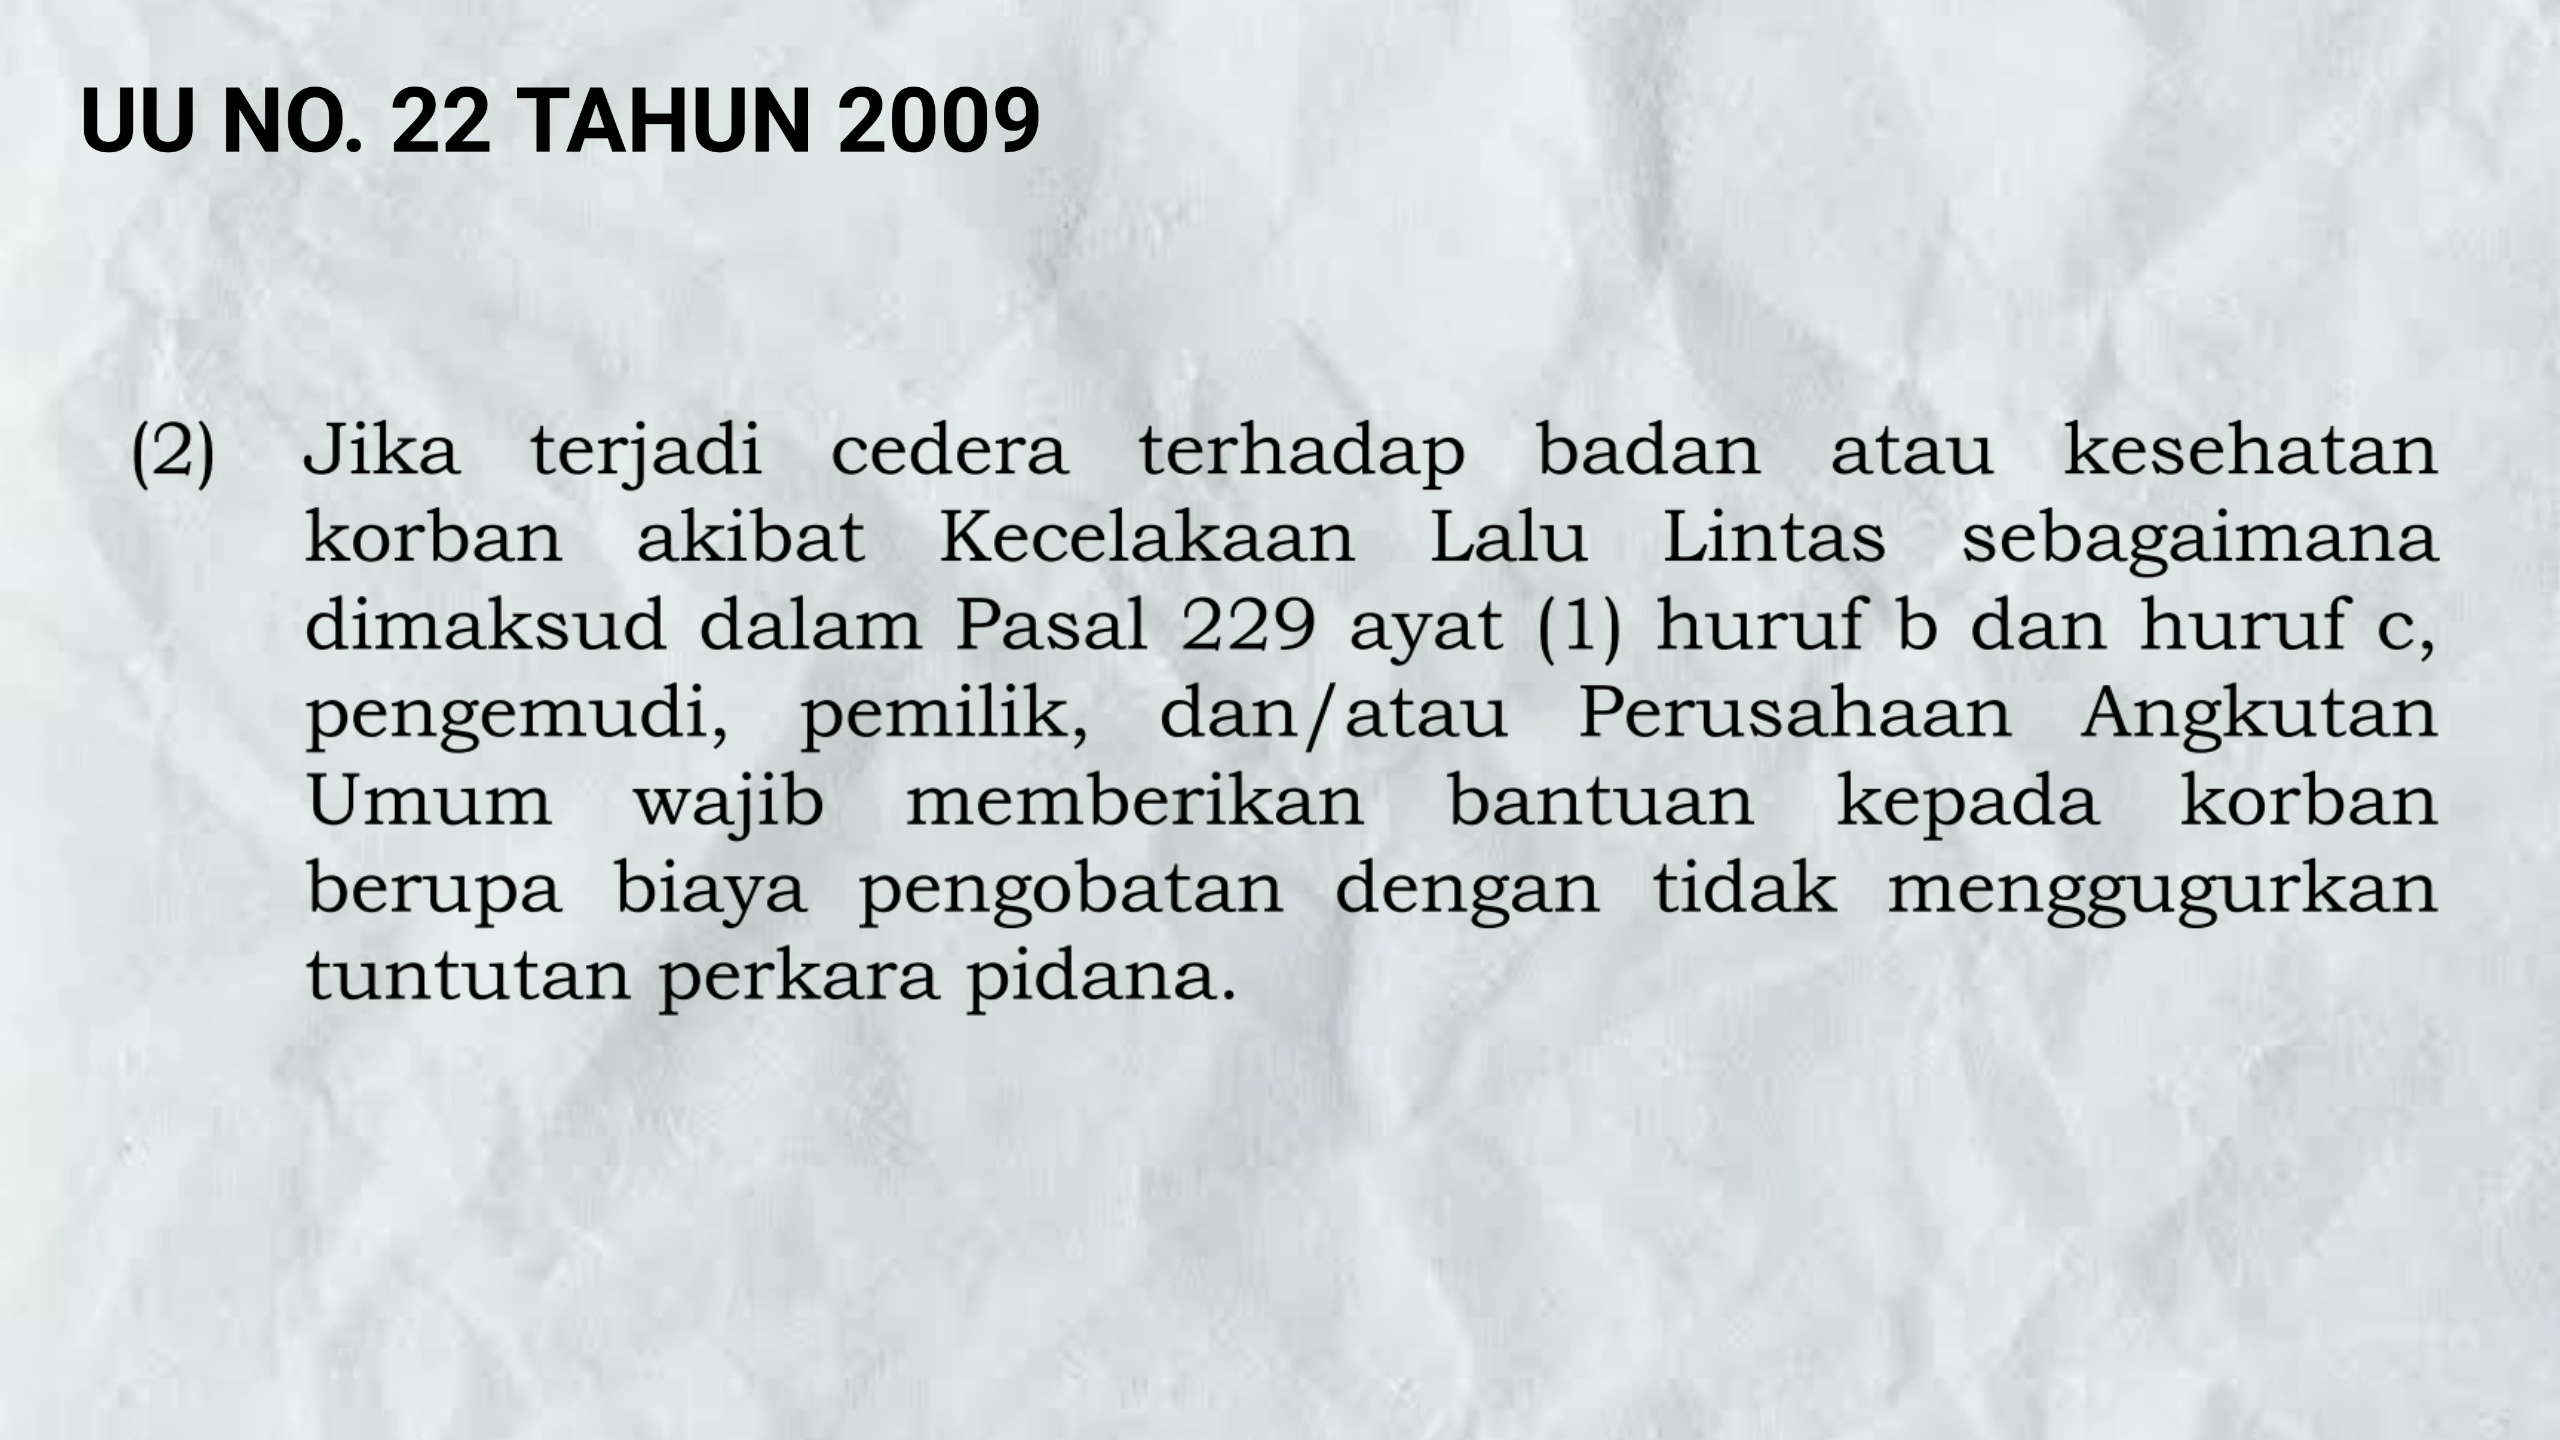 UU NO. 22 TAHUN 2009
(2) Jika terjadi cedera terhadap badan atau kesehatan
korban akibat Kecelakaan Lalu Lintas sebagaimana
dimaksud dalam Pasal 229 ayat (1) huruf b dan huruf c,
pengemudi, pemilik, dan/atau Perusahaan Angkutan
Umum wajib memberikan bantuan kepada korban
berupa biaya pengobatan dengan tidak menggugurkan
tuntutan perkara pidana.